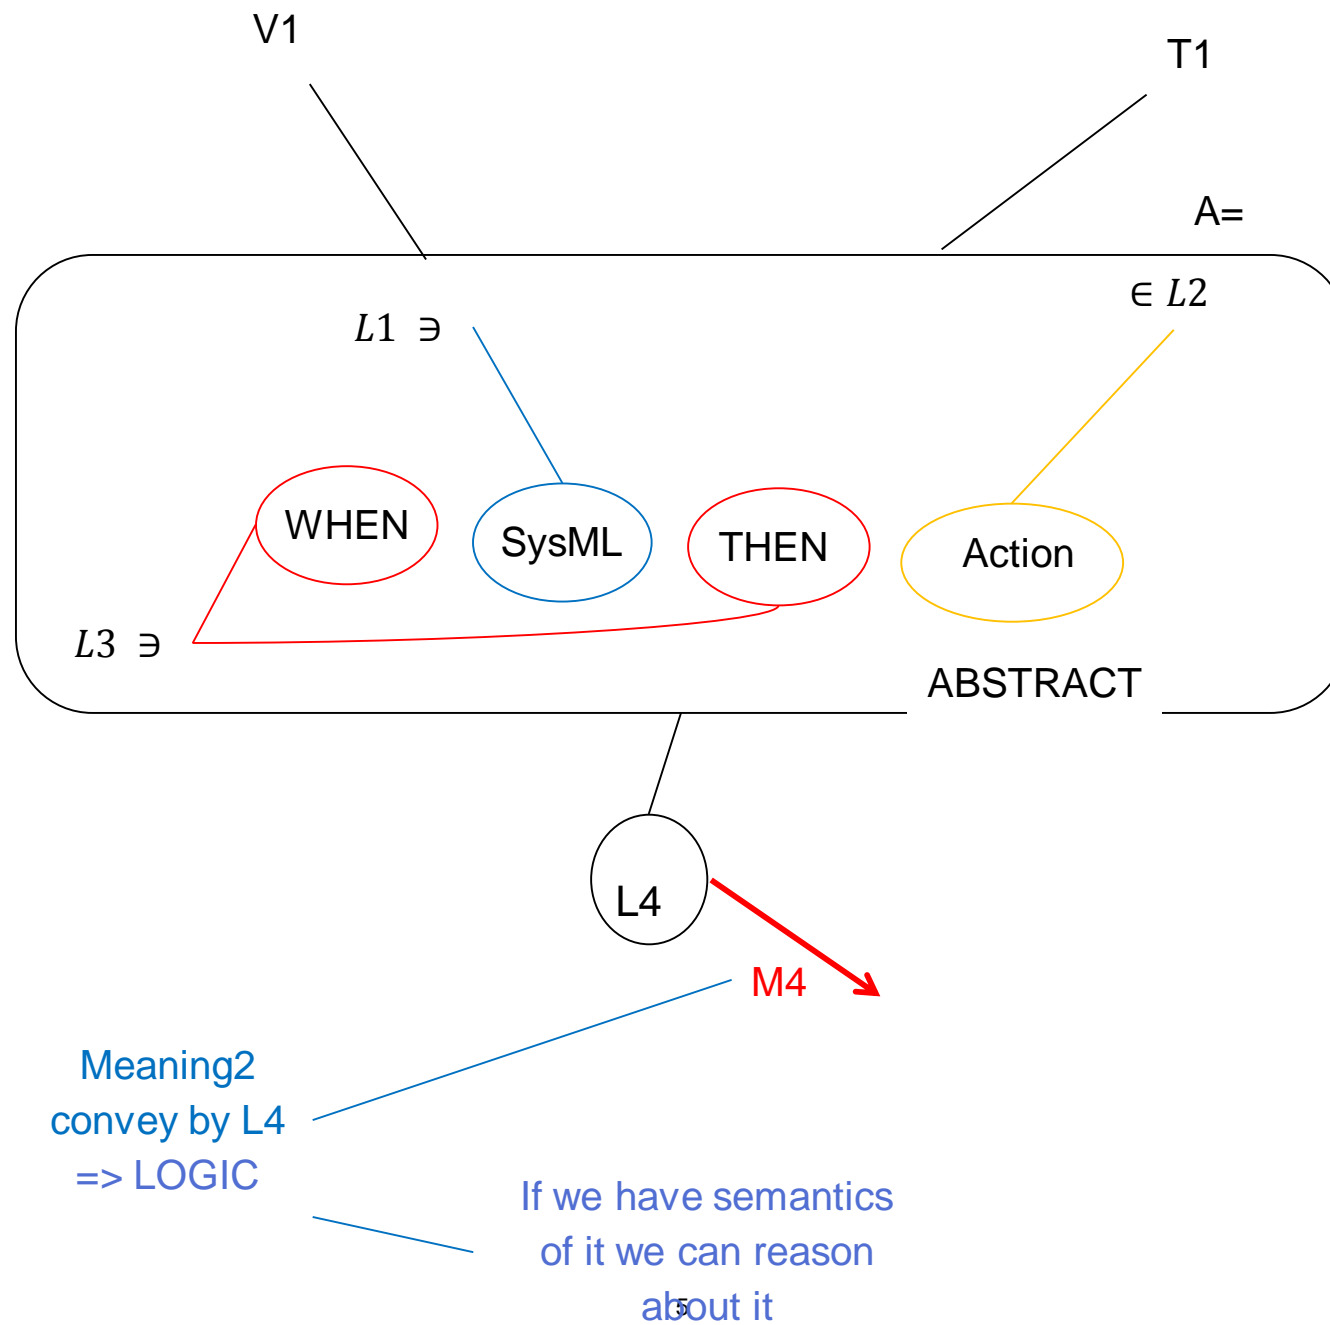 V1
T1
A=
∈ L2
L1 ∋
WHEN
SysML
THEN
Action
L3 ∋
ABSTRACT
L4
M4
Meaning2
convey by L4
=> LOGIC
If we have semantics
of it we can reason
about it
5